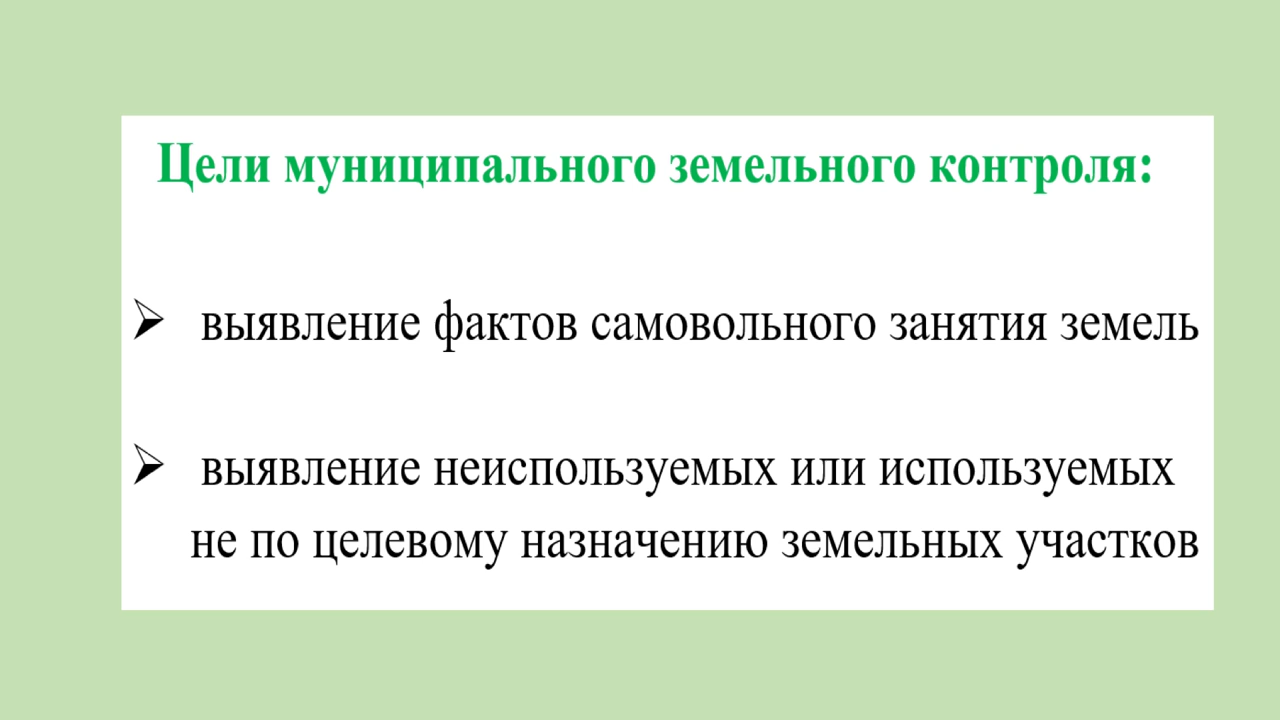 Цели муниципального земельного контроля:
➢ выявление фактов самовольного занятия земель
➢ выявление неиспользуемых или используемых
не по целевому назначению земельных участков